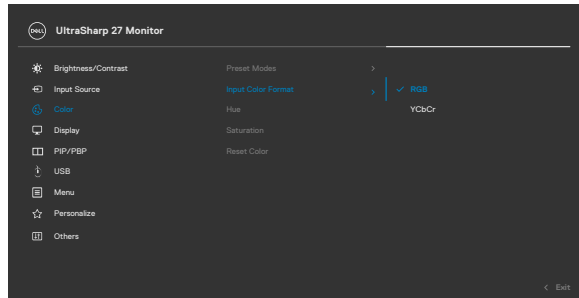 DELL UltraSharp 27 Monitor
Brightness/Contrast Preset Modes >
Input Source Input Color Format > ✓ RGB
Color Hue YCbCr
Display Saturation
PIP/PBP Reset Color
USB
Menu
Personalize
Others
< Exit